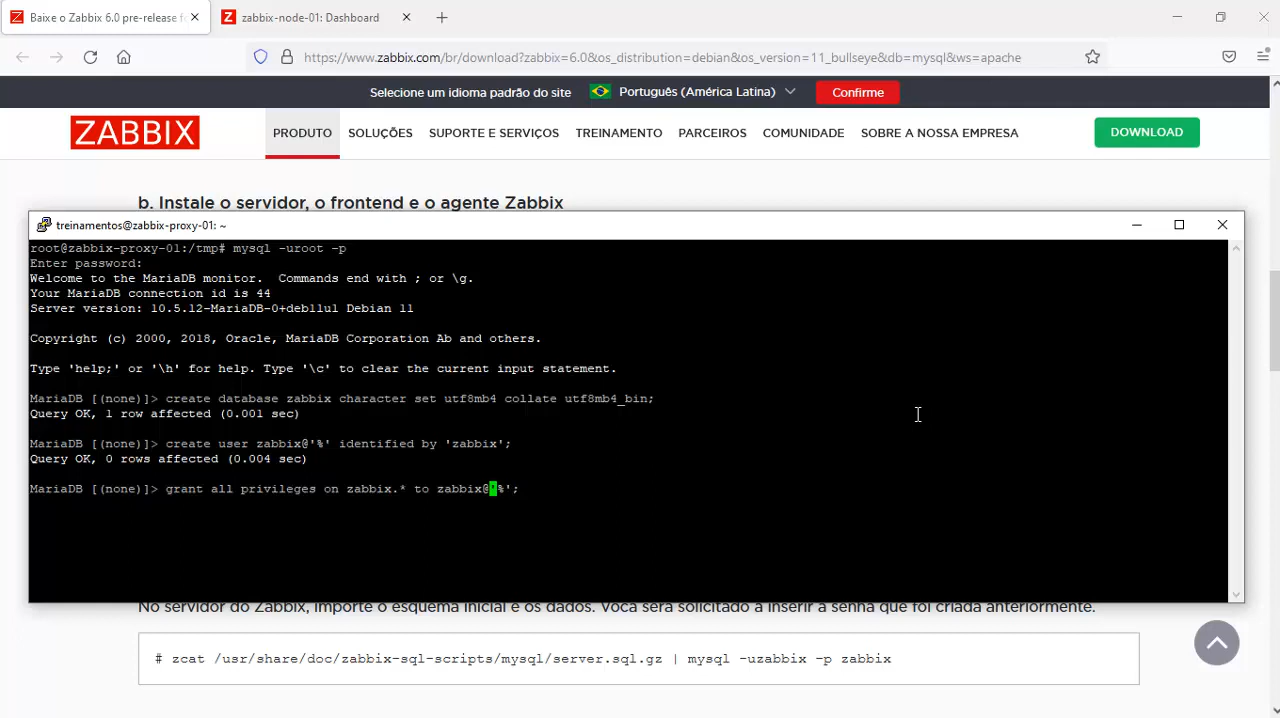 Baixe o Zabbix 6.0 pre-release f
zabbix-node-01: Dashboard
https://www.zabbix.com/br/download?zabbix=6.0&os_distribution=debian&os_version=11_bullseye&db=mysql&ws=apache
Selecione um idioma padrão do site
Português (América Latina)
Confirme
ZABBIX
PRODUTO
SOLUÇÕES
SUPORTE E SERVIÇOS
TREINAMENTO
PARCEIROS
COMUNIDADE
SOBRE A NOSSA EMPRESA
DOWNLOAD
b. Instale o servidor, o frontend e o agente Zabbix
treinamentos@zabbix-proxy-01: ~
root@zabbix-proxy-01:/tmp# mysql -uroot -p
Enter password:
Welcome to the MariaDB monitor.  Commands end with ; or \g.
Your MariaDB connection id is 44
Server version: 10.5.12-MariaDB-0+deb11u1 Debian 11
Copyright (c) 2000, 2018, Oracle, MariaDB Corporation Ab and others.
Type 'help;' or '\h' for help. Type '\c' to clear the current input statement.
MariaDB [(none)]> create database zabbix character set utf8mb4 collate utf8mb4_bin;
Query OK, 1 row affected (0.001 sec)
MariaDB [(none)]> create user zabbix@'%' identified by 'zabbix';
Query OK, 0 rows affected (0.004 sec)
MariaDB [(none)]> grant all privileges on zabbix.* to zabbix@'%';
No servidor do Zabbix, importe o esquema inicial e os dados. Você será solicitado a inserir a senha que foi criada anteriormente.
# zcat /usr/share/doc/zabbix-sql-scripts/mysql/server.sql.gz | mysql -uzabbix -p zabbix